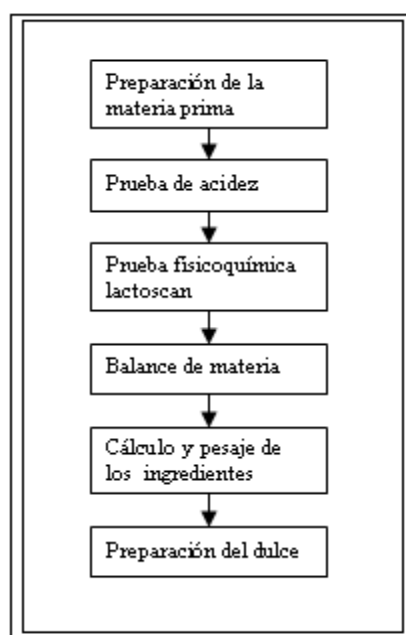 Preparación de la
materia prima
Prueba de acidez
Prueba fisicoquímica
lactoscan
Balance de materia
Cálculo y pesaje de
los ingredientes
Preparación del dulce